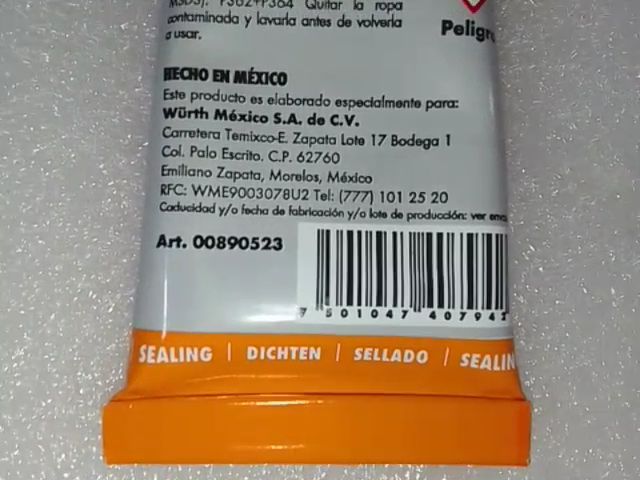 MSDS). P362+P364 Quitar la ropa
contaminada y lavarla antes de volverla
a usar.
Peligro
HECHO EN MÉXICO
Este producto es elaborado especialmente para:
Würth México S.A. de C.V.
Carretera Temixco-E. Zapata Lote 17 Bodega 1
Col. Palo Escrito, C.P. 62760
Emiliano Zapata, Morelos, México
RFC: WME9003078U2 Tel: (777) 101 25 20
Caducidad y/o fecha de fabricación y/o lote de producción: ver enva
Art. 00890523
7 501047 40794
SEALING | DICHTEN | SELLADO | SEALIN